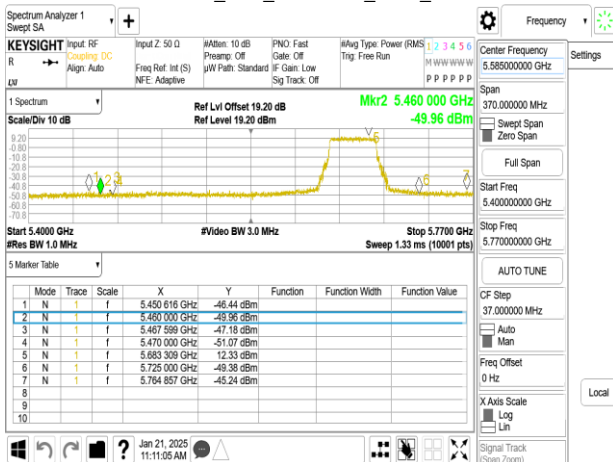 Spectrum Analyzer 1
Swept SA
+
Frequency
KEYSIGHT
R
Input: RF
Coupling: DC
Align: Auto
Input Z: 50 Ω
Freq Ref: Int (S)
NFE: Adaptive
#Atten: 10 dB
Preamp: Off
µW Path: Standard
PNO: Fast
Gate: Off
IF Gain: Low
Sig Track: Off
#Avg Type: Power (RMS
Trig: Free Run
1 2 3 4 5 6
M W W W W W
P P P P P P
1 Spectrum
Scale/Div 10 dB
Ref Lvl Offset 19.20 dB
Ref Level 19.20 dBm
Mkr2 5.460 000 GHz
-49.96 dBm
9.20
-0.80
-10.8
-20.8
-30.8
-40.8
-50.8
-60.8
-70.8
Start 5.4000 GHz
#Video BW 3.0 MHz
Stop 5.7700 GHz
#Res BW 1.0 MHz
Sweep 1.33 ms (10001 pts)
5 Marker Table
Mode Trace Scale X Y Function Function Width Function Value
1 N 1 f 5.450 616 GHz -46.44 dBm
2 N 1 f 5.460 000 GHz -49.96 dBm
3 N 1 f 5.467 599 GHz -47.18 dBm
4 N 1 f 5.470 000 GHz -51.07 dBm
5 N 1 f 5.683 309 GHz 12.33 dBm
6 N 1 f 5.725 000 GHz -49.38 dBm
7 N 1 f 5.764 857 GHz -45.24 dBm
8
9
10
Jan 21, 2025
11:11:05 AM
Center Frequency
5.585000000 GHz
Span
370.000000 MHz
Swept Span
Zero Span
Full Span
Start Freq
5.400000000 GHz
Stop Freq
5.770000000 GHz
AUTO TUNE
CF Step
37.000000 MHz
Auto
Man
Freq Offset
0 Hz
X Axis Scale
Log
Lin
Signal Track
(Span Zoom)
Settings
Local